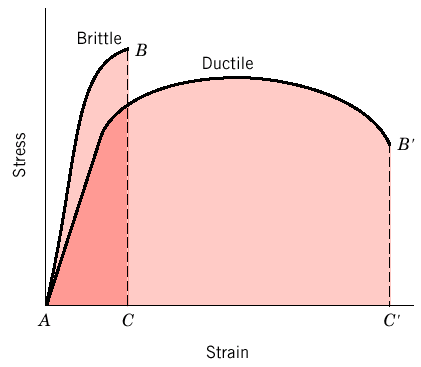 Brittle
B
Ductile
B'
Stress
A
C
C'
Strain